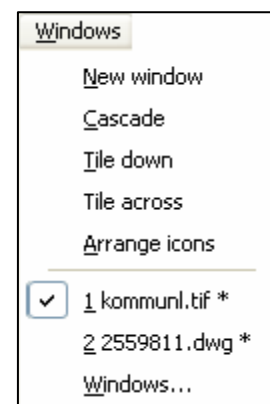 Windows
New window
Cascade
Tile down
Tile across
Arrange icons
1 kommunl.tif *
2 2559811.dwg *
Windows...